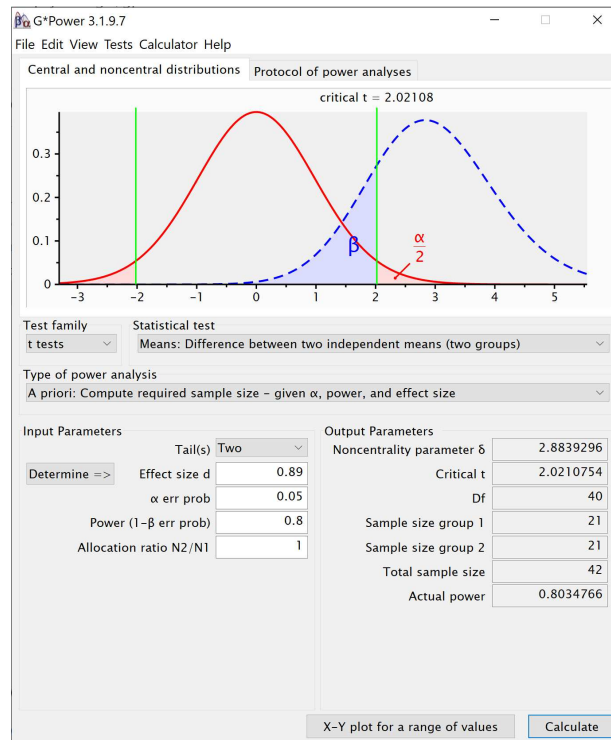 G*Power 3.1.9.7
File Edit View Tests Calculator Help
Central and noncentral distributions Protocol of power analyses
critical t = 2.02108
0.3
0.2
0.1
0
β
α
2
-3 -2 -1 0 1 2 3 4 5
Test family
t tests
Statistical test
Means: Difference between two independent means (two groups)
Type of power analysis
A priori: Compute required sample size – given α, power, and effect size
Input Parameters
Tail(s) Two
Determine => Effect size d 0.89
α err prob 0.05
Power (1-β err prob) 0.8
Allocation ratio N2/N1 1
Output Parameters
Noncentrality parameter δ 2.8839296
Critical t 2.0210754
Df 40
Sample size group 1 21
Sample size group 2 21
Total sample size 42
Actual power 0.8034766
X-Y plot for a range of values Calculate